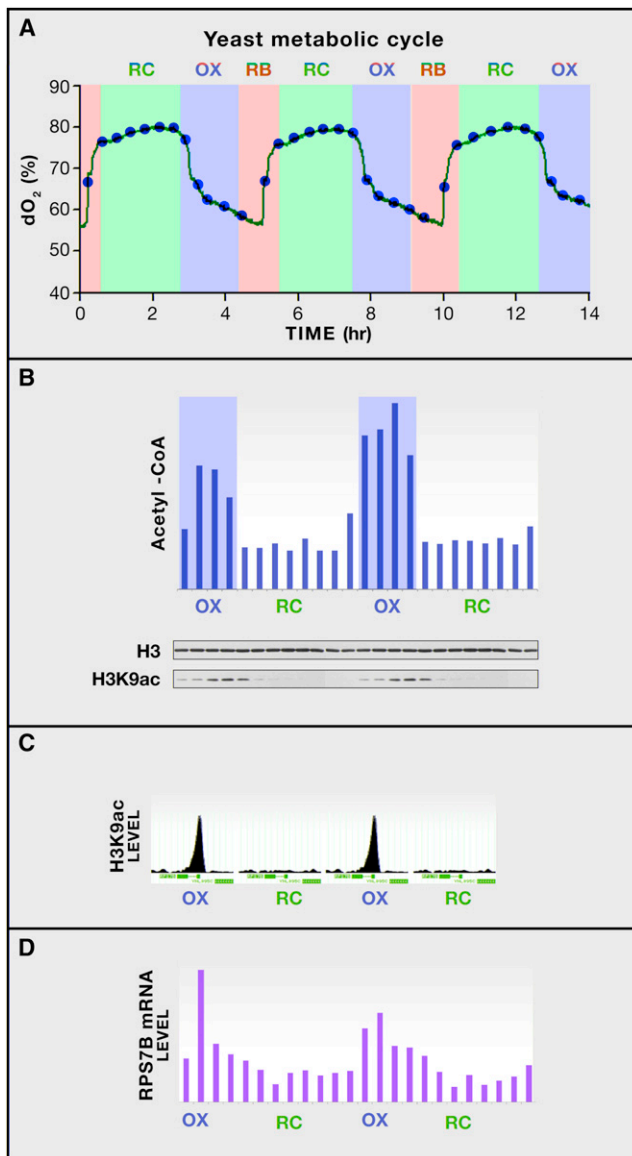 A
Yeast metabolic cycle
RC OX RB RC OX RB RC OX
90
80
70
60
50
40
dO2 (%)
0 2 4 6 8 10 12 14
TIME (hr)
B
Acetyl -CoA
OX RC OX RC
H3
H3K9ac
C
H3K9ac
LEVEL
OX RC OX RC
D
RPS7B mRNA
LEVEL
OX RC OX RC